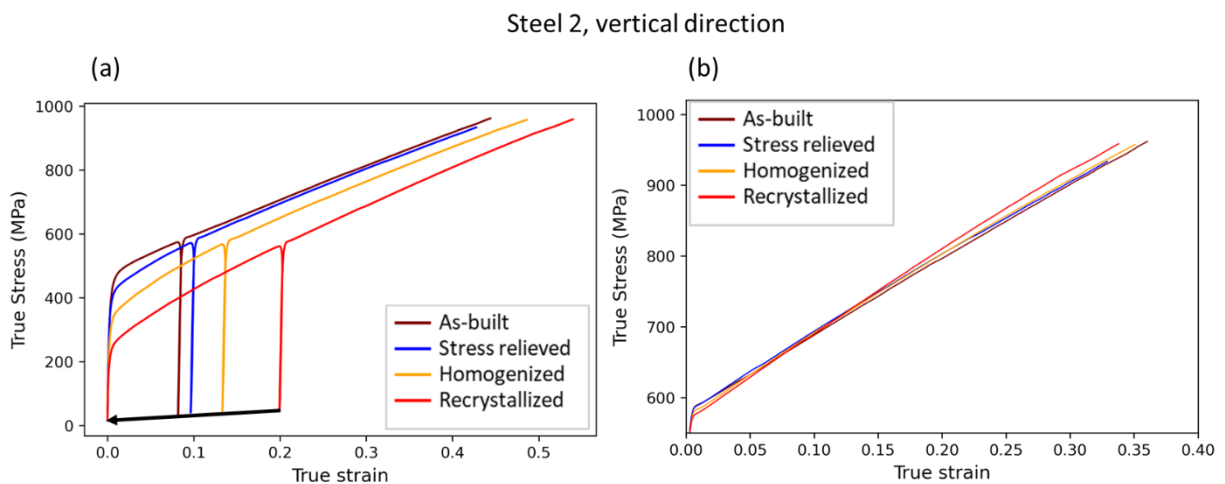 Steel 2, vertical direction
(a)
1000
800
600
400
200
0
True Stress (MPa)
0.0 0.1 0.2 0.3 0.4 0.5
True strain
As-built
Stress relieved
Homogenized
Recrystallized
(b)
1000
900
800
700
600
True Stress (MPa)
0.00 0.05 0.10 0.15 0.20 0.25 0.30 0.35 0.40
True strain
As-built
Stress relieved
Homogenized
Recrystallized